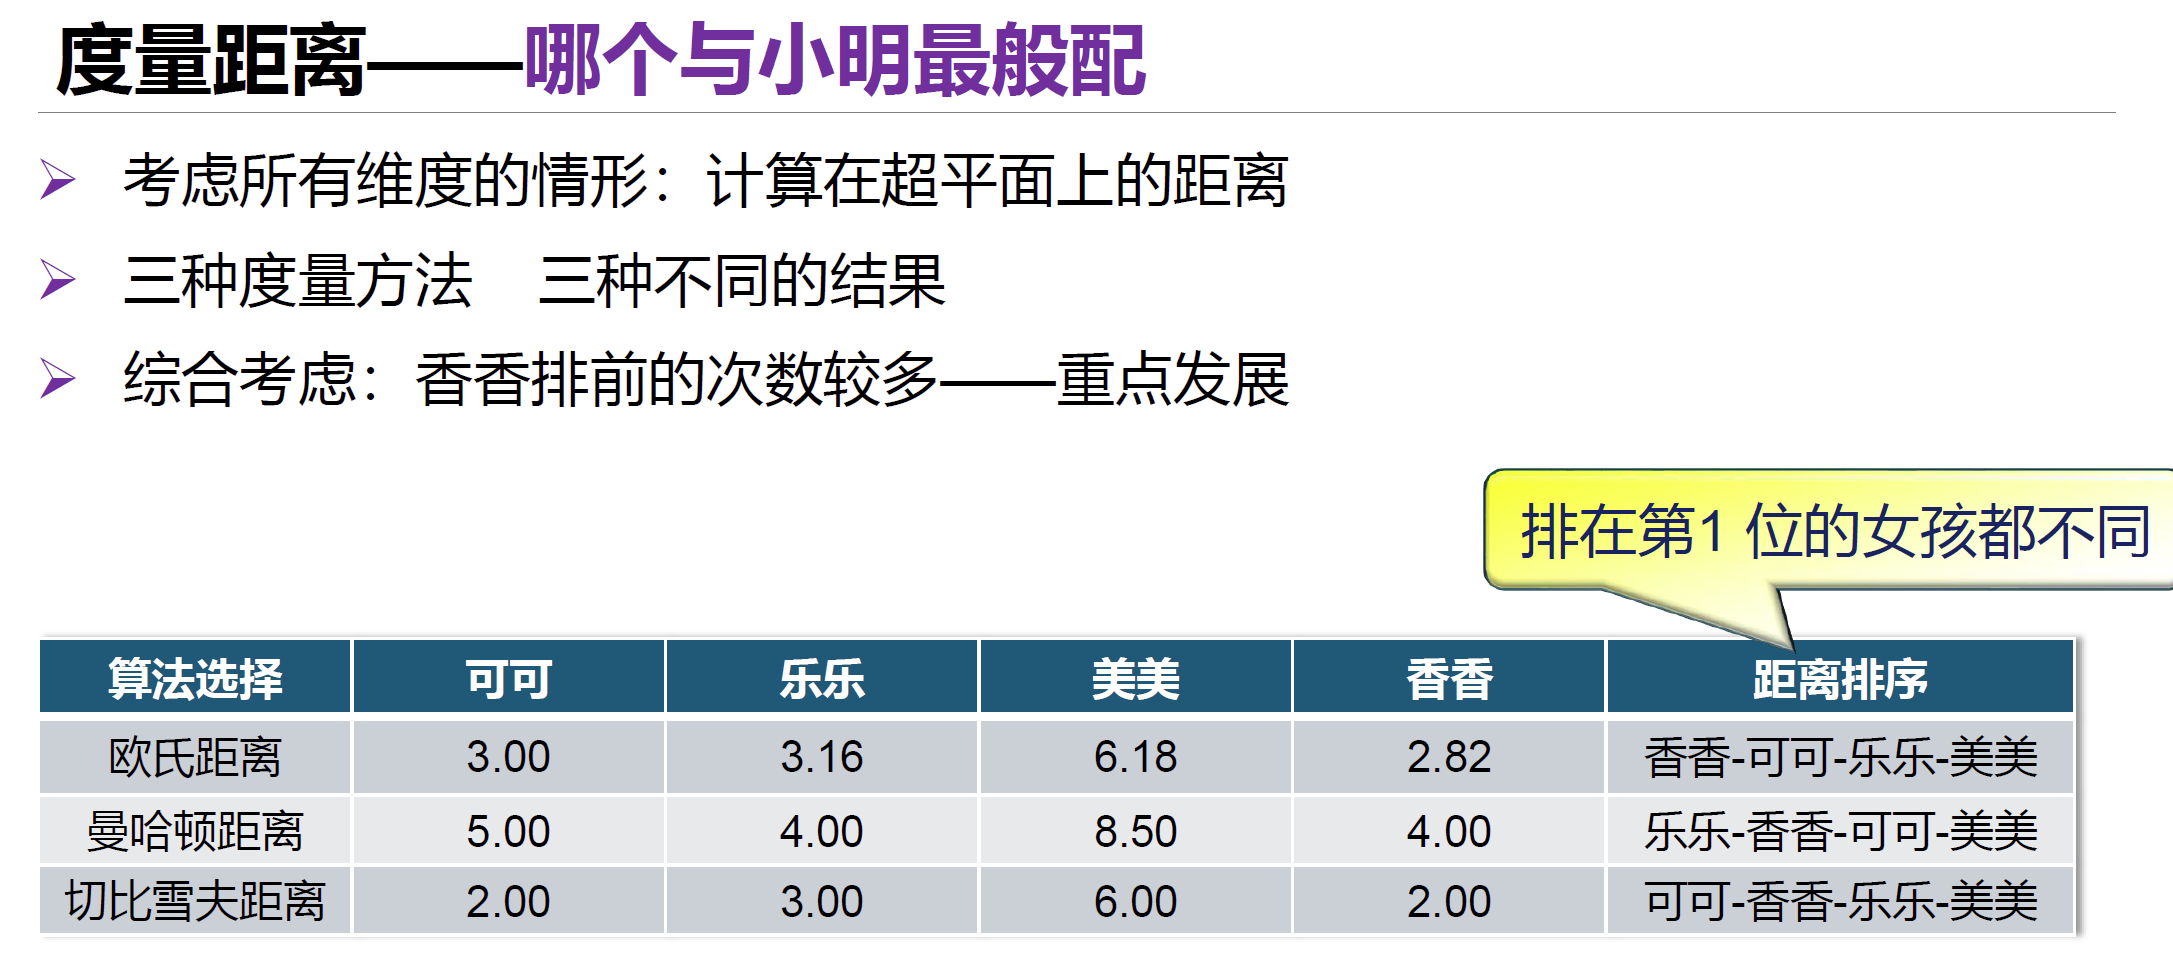 度量距离——哪个与小明最般配
考虑所有维度的情形：计算在超平面上的距离
三种度量方法 三种不同的结果
综合考虑：香香排前的次数较多——重点发展
排在第1 位的女孩都不同
算法选择 可可 乐乐 美美 香香 距离排序
欧氏距离 3.00 3.16 6.18 2.82 香香-可可-乐乐-美美
曼哈顿距离 5.00 4.00 8.50 4.00 乐乐-香香-可可-美美
切比雪夫距离 2.00 3.00 6.00 2.00 可可-香香-乐乐-美美